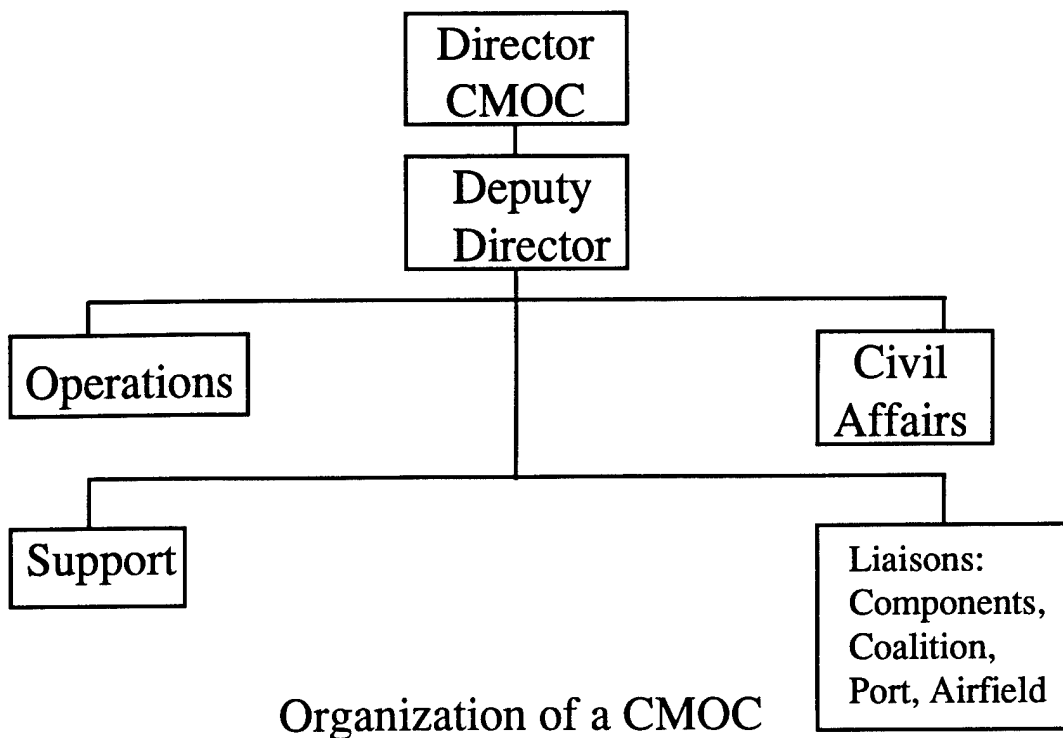 Director
CMOC
Deputy
Director
Operations
Civil
Affairs
Support
Liaisons:
Components,
Coalition,
Port, Airfield
Organization of a CMOC